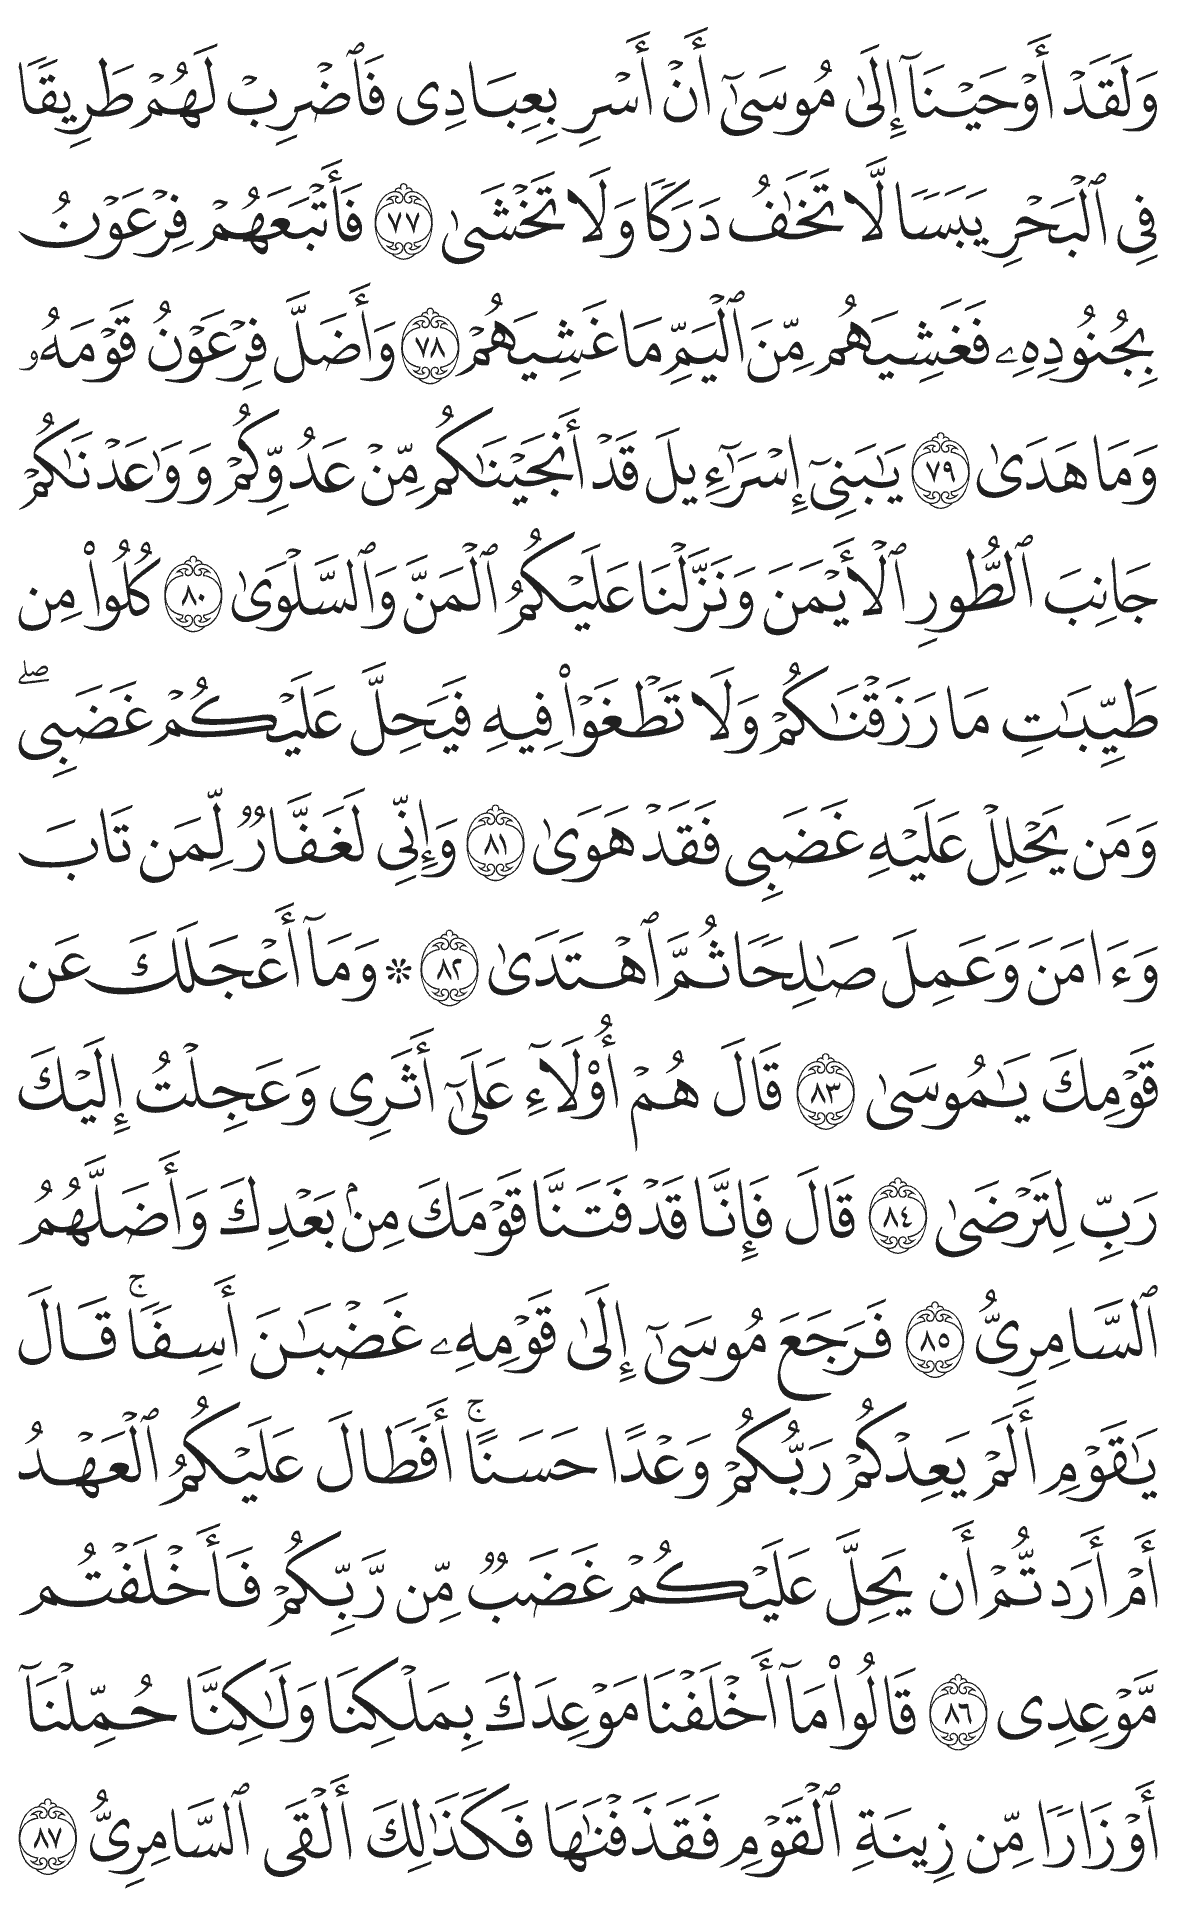 وَلَقَدۡ أَوۡحَيۡنَآ إِلَىٰ مُوسَىٰٓ أَنۡ أَسۡرِ بِعِبَادِي فَٱضۡرِبۡ لَهُمۡ طَرِيقٗا
فِي ٱلۡبَحۡرِ يَبَسٗا لَّا تَخَٰفُ دَرَكٗا وَلَا تَخۡشَىٰ ٧٧ فَأَتۡبَعَهُمۡ فِرۡعَوۡنُ
بِجُنُودِهِۦ فَغَشِيَهُم مِّنَ ٱلۡيَمِّ مَا غَشِيَهُمۡ ٧٨ وَأَضَلَّ فِرۡعَوۡنُ قَوۡمَهُۥ
وَمَا هَدَىٰ ٧٩ يَٰبَنِيٓ إِسۡرَٰٓءِيلَ قَدۡ أَنجَيۡنَٰكُم مِّنۡ عَدُوِّكُمۡ وَوَٰعَدۡنَٰكُمۡ
جَانِبَ ٱلطُّورِ ٱلۡأَيۡمَنَ وَنَزَّلۡنَا عَلَيۡكُمُ ٱلۡمَنَّ وَٱلسَّلۡوَىٰ ٨٠ كُلُواْ مِن
طَيِّبَٰتِ مَا رَزَقۡنَٰكُمۡ وَلَا تَطۡغَوۡاْ فِيهِ فَيَحِلَّ عَلَيۡكُمۡ غَضَبِيۖ
وَمَن يَحۡلِلۡ عَلَيۡهِ غَضَبِي فَقَدۡ هَوَىٰ ٨١ وَإِنِّي لَغَفَّارٞ لِّمَن تَابَ
وَءَامَنَ وَعَمِلَ صَٰلِحٗا ثُمَّ ٱهۡتَدَىٰ ٨٢ ۞ وَمَآ أَعۡجَلَكَ عَن
قَوۡمِكَ يَٰمُوسَىٰ ٨٣ قَالَ هُمۡ أُوْلَآءِ عَلَىٰٓ أَثَرِي وَعَجِلۡتُ إِلَيۡكَ
رَبِّ لِتَرۡضَىٰ ٨٤ قَالَ فَإِنَّا قَدۡ فَتَنَّا قَوۡمَكَ مِنۢ بَعۡدِكَ وَأَضَلَّهُمُ
ٱلسَّامِرِيُّ ٨٥ فَرَجَعَ مُوسَىٰٓ إِلَىٰ قَوۡمِهِۦ غَضۡبَٰنَ أَسِفٗاۚ قَالَ
يَٰقَوۡمِ أَلَمۡ يَعِدۡكُمۡ رَبُّكُمۡ وَعۡدًا حَسَنًاۚ أَفَطَالَ عَلَيۡكُمُ ٱلۡعَهۡدُ
أَمۡ أَرَدتُّمۡ أَن يَحِلَّ عَلَيۡكُمۡ غَضَبٞ مِّن رَّبِّكُمۡ فَأَخۡلَفۡتُم
مَّوۡعِدِي ٨٦ قَالُواْ مَآ أَخۡلَفۡنَا مَوۡعِدَكَ بِمَلۡكِنَا وَلَٰكِنَّا حُمِّلۡنَآ
أَوۡزَارٗا مِّن زِينَةِ ٱلۡقَوۡمِ فَقَذَفۡنَٰهَا فَكَذَٰلِكَ أَلۡقَى ٱلسَّامِرِيُّ ٨٧